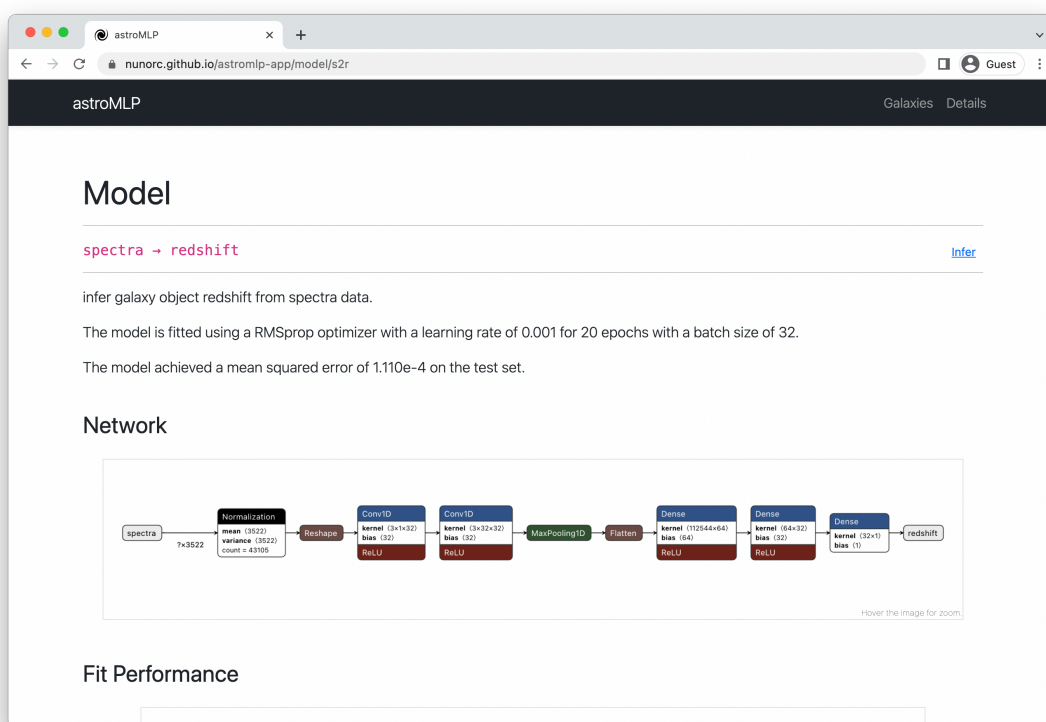 astroMLP
nunorc.github.io/astromlp-app/model/s2r
Guest
astroMLP
Galaxies Details
Model
spectra → redshift
Infer
infer galaxy object redshift from spectra data.
The model is fitted using a RMSprop optimizer with a learning rate of 0.001 for 20 epochs with a batch size of 32.
The model achieved a mean squared error of 1.110e-4 on the test set.
Network
spectra
?×3522
Normalization
mean ⟨3522⟩
variance ⟨3522⟩
count = 43105
Reshape
Conv1D
kernel ⟨3×1×32⟩
bias ⟨32⟩
ReLU
Conv1D
kernel ⟨3×32×32⟩
bias ⟨32⟩
ReLU
MaxPooling1D
Flatten
Dense
kernel ⟨112544×64⟩
bias ⟨64⟩
ReLU
Dense
kernel ⟨64×32⟩
bias ⟨32⟩
ReLU
Dense
kernel ⟨32×1⟩
bias ⟨1⟩
redshift
Hover the image for zoom.
Fit Performance